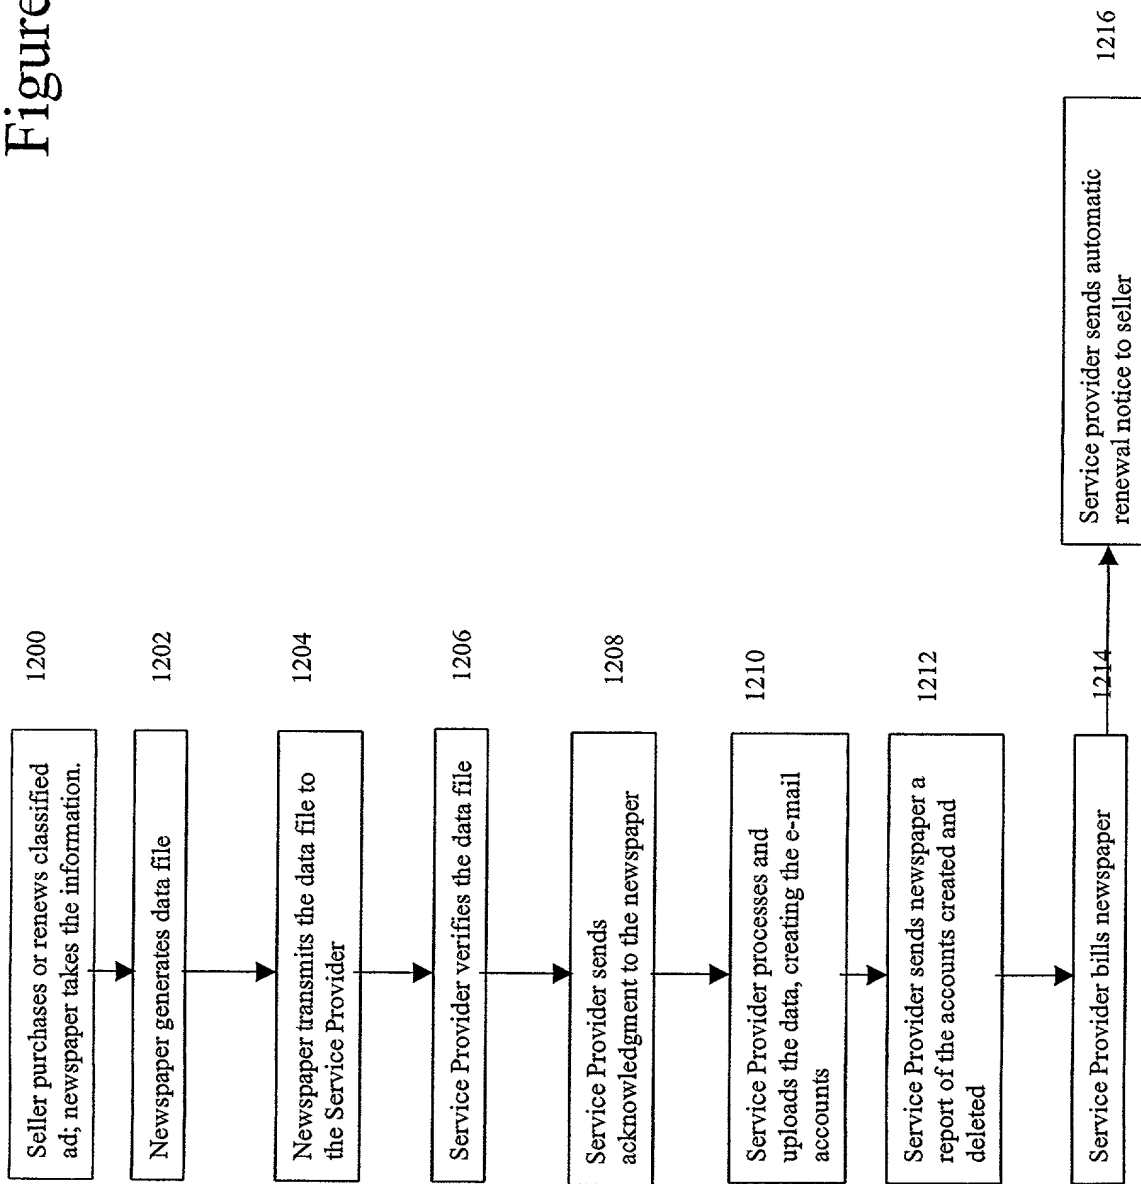 Figure
Seller purchases or renews classified
ad; newspaper takes the information.
1200
Newspaper generates data file
1202
Newspaper transmits the data file to
the Service Provider
1204
Service Provider verifies the data file
1206
Service Provider sends
acknowledgment to the newspaper
1208
Service Provider processes and
uploads the data, creating the e-mail
accounts
1210
Service Provider sends newspaper a
report of the accounts created and
deleted
1212
Service Provider bills newspaper
1214
Service provider sends automatic
renewal notice to seller
1216